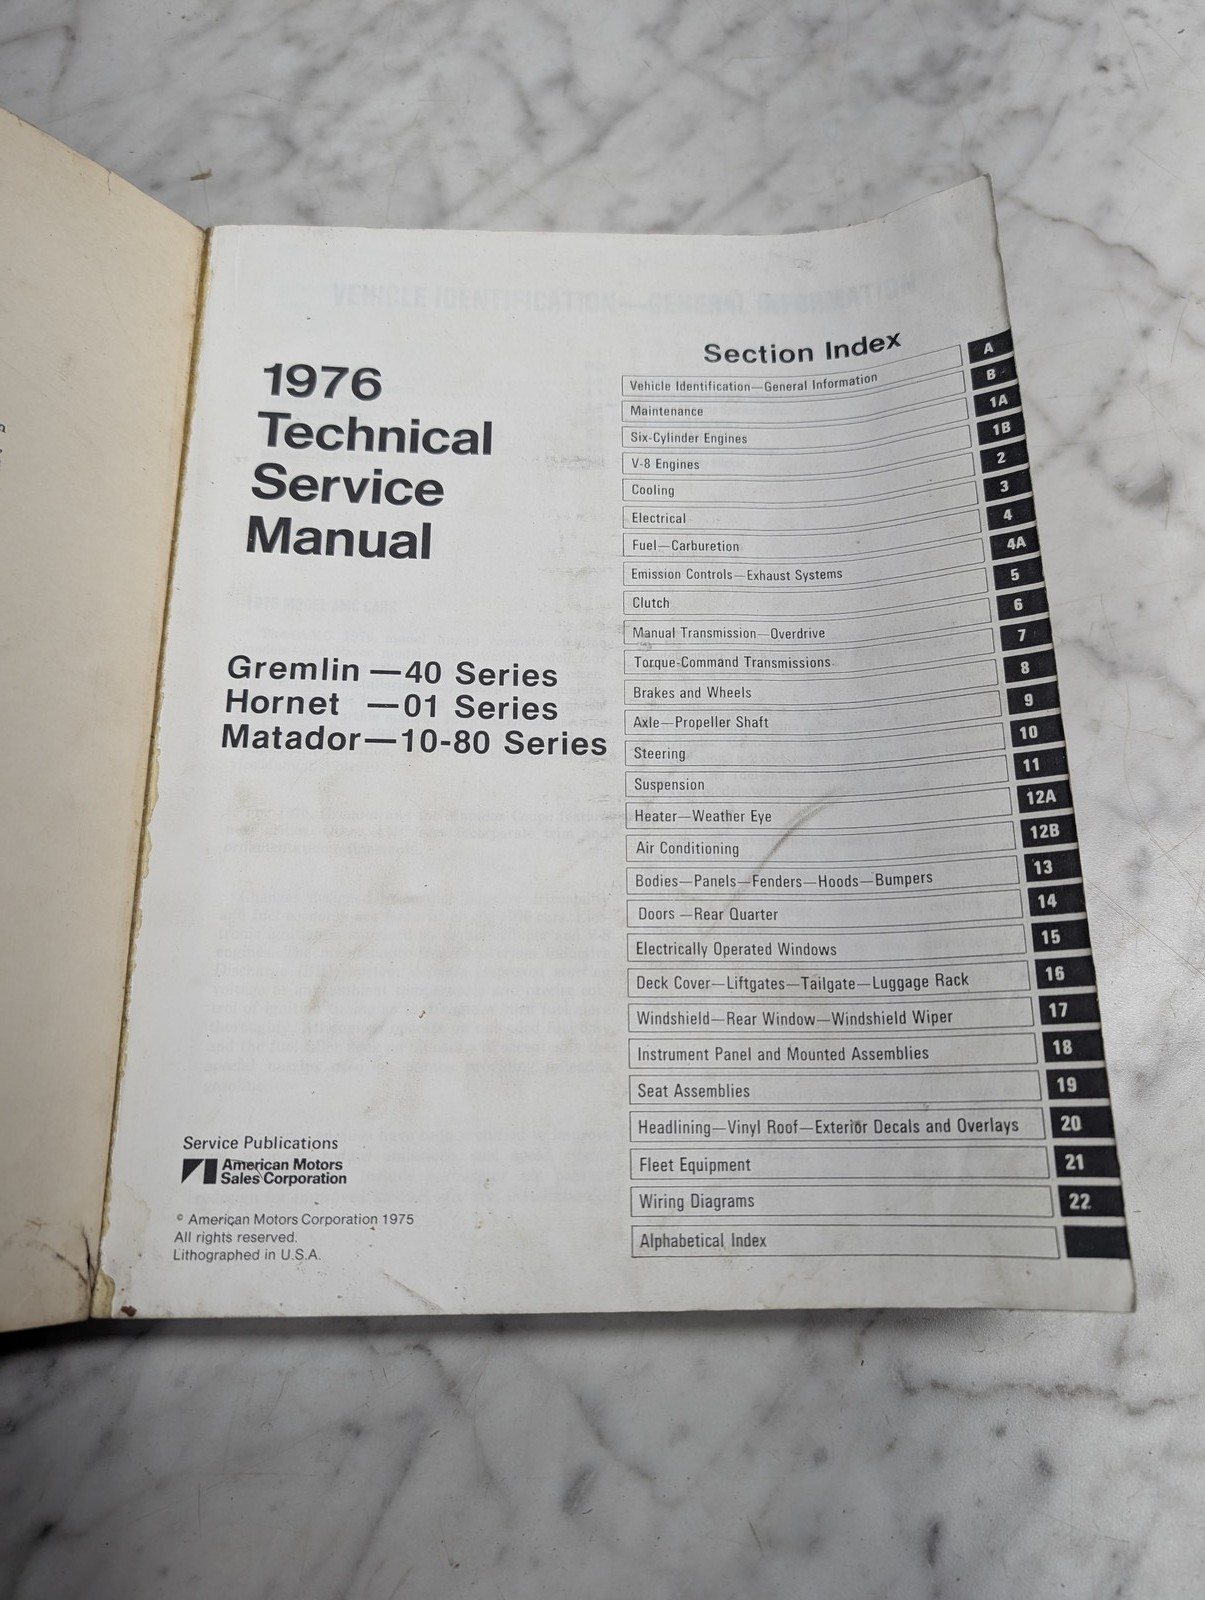 1976
Technical
Service
Manual
Gremlin —40 Series
Hornet —01 Series
Matador—10-80 Series
Service Publications
American Motors
Sales Corporation
© American Motors Corporation 1975
All rights reserved.
Lithographed in U.S.A.
Section Index
Vehicle Identification—General Information A
Maintenance B
Six-Cylinder Engines 1A
V-8 Engines 1B
Cooling 2
Electrical 3
Fuel—Carburetion 4
Emission Controls—Exhaust Systems 4A
Clutch 5
Manual Transmission—Overdrive 6
Torque-Command Transmissions 7
Brakes and Wheels 8
Axle—Propeller Shaft 9
Steering 10
Suspension 11
Heater—Weather Eye 12A
Air Conditioning 12B
Bodies—Panels—Fenders—Hoods—Bumpers 13
Doors —Rear Quarter 14
Electrically Operated Windows 15
Deck Cover—Liftgates—Tailgate—Luggage Rack 16
Windshield—Rear Window—Windshield Wiper 17
Instrument Panel and Mounted Assemblies 18
Seat Assemblies 19
Headlining—Vinyl Roof—Exterior Decals and Overlays 20
Fleet Equipment 21
Wiring Diagrams 22
Alphabetical Index
VEHICLE IDENTIFICATION—GENERAL INFORMATION